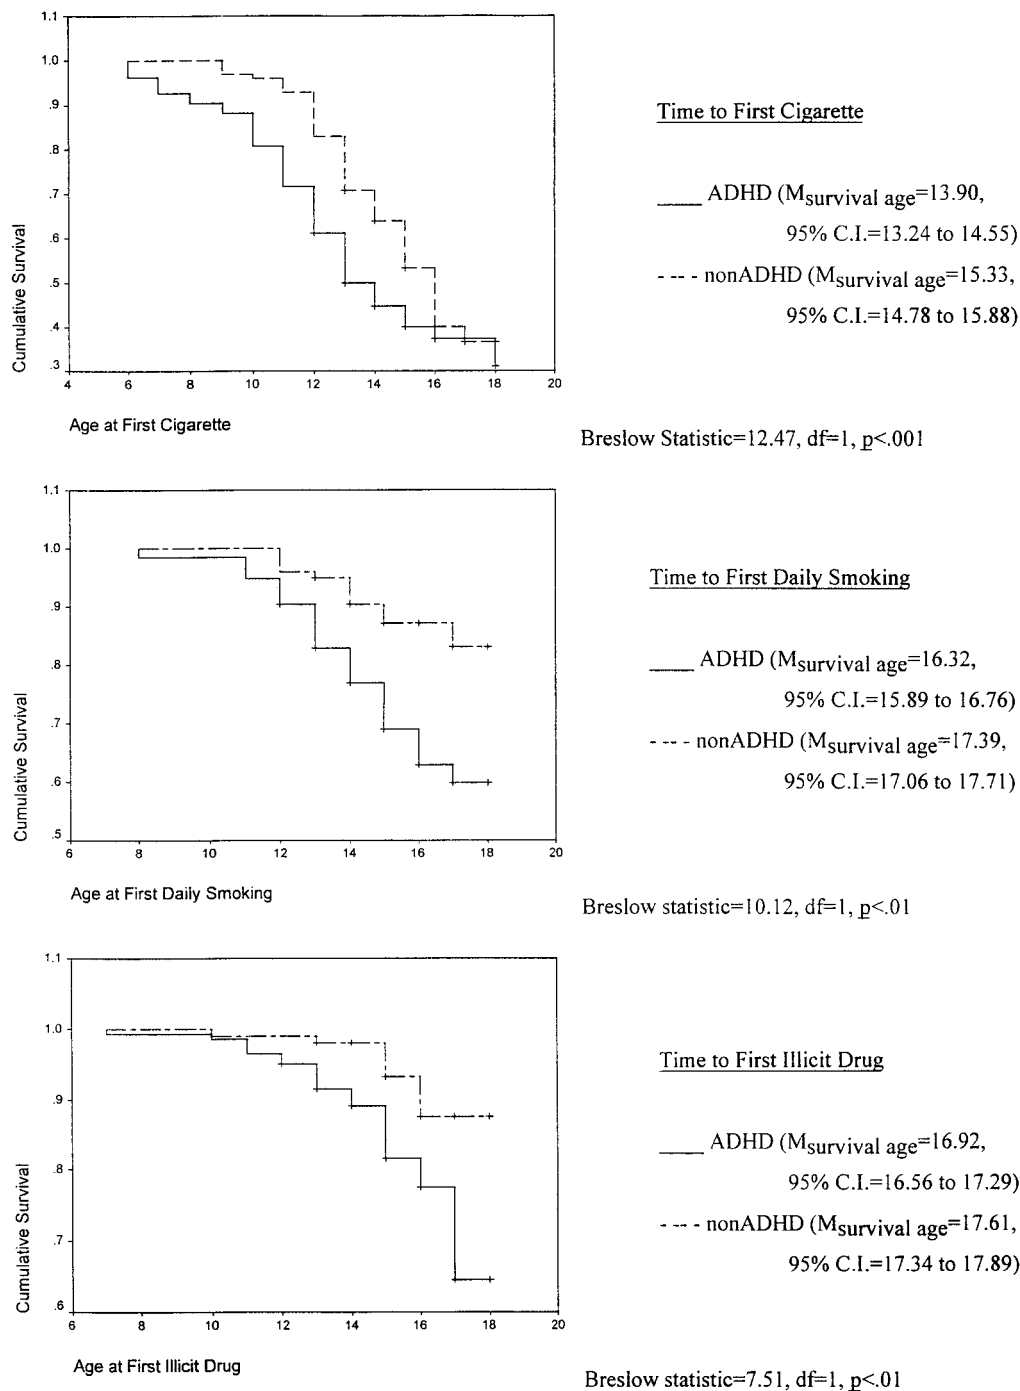 1.1
1.0
.9
.8
.7
.6
.5
.4
.3
Cumulative Survival
4 6 8 10 12 14 16 18 20
Age at First Cigarette
Time to First Cigarette
ADHD (Msurvival age=13.90,
95% C.I.=13.24 to 14.55)
nonADHD (Msurvival age=15.33,
95% C.I.=14.78 to 15.88)
Breslow Statistic=12.47, df=1, p<.001
1.1
1.0
.9
.8
.7
.6
.5
Cumulative Survival
6 8 10 12 14 16 18 20
Age at First Daily Smoking
Time to First Daily Smoking
ADHD (Msurvival age=16.32,
95% C.I.=15.89 to 16.76)
nonADHD (Msurvival age=17.39,
95% C.I.=17.06 to 17.71)
Breslow statistic=10.12, df=1, p<.01
1.1
1.0
.9
.8
.7
.6
Cumulative Survival
6 8 10 12 14 16 18 20
Age at First Illicit Drug
Time to First Illicit Drug
ADHD (Msurvival age=16.92,
95% C.I.=16.56 to 17.29)
nonADHD (Msurvival age=17.61,
95% C.I.=17.34 to 17.89)
Breslow statistic=7.51, df=1, p<.01